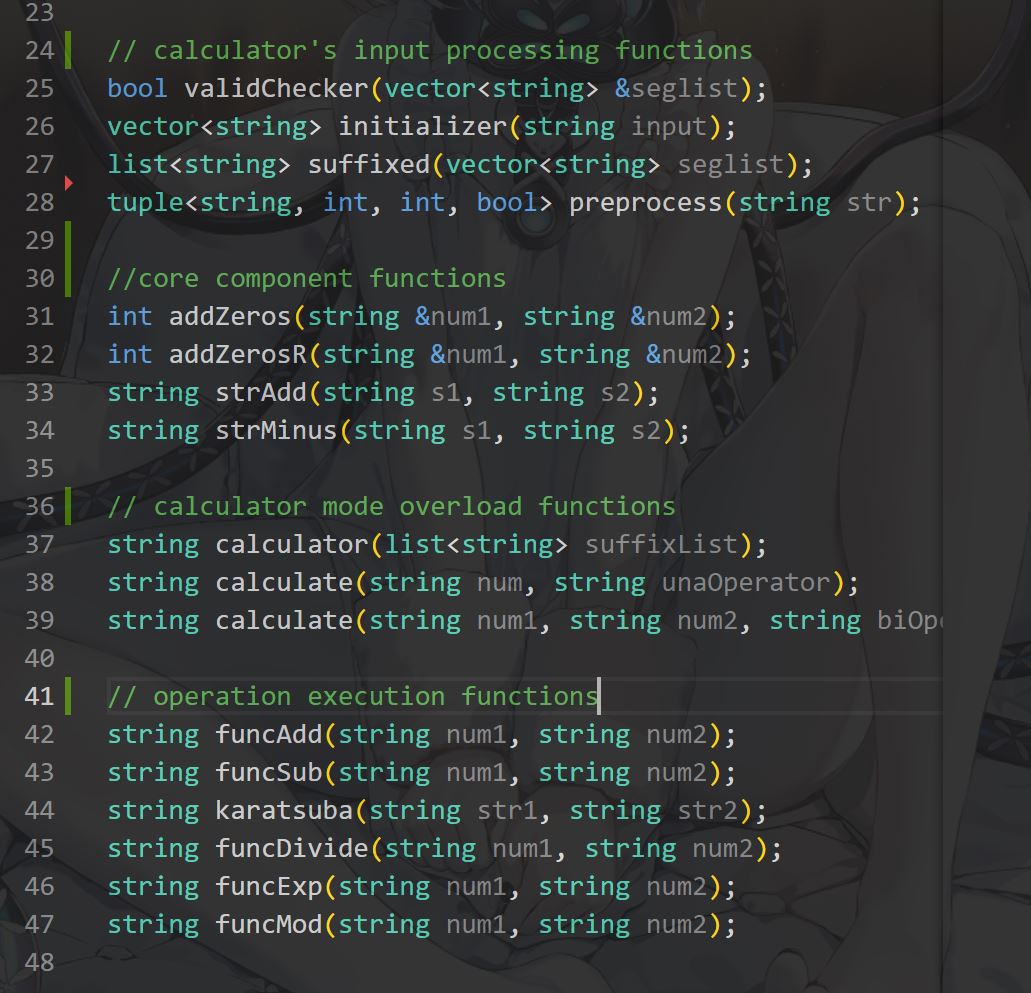 23
24 // calculator's input processing functions
25 bool validChecker(vector<string> &seglist);
26 vector<string> initializer(string input);
27 list<string> suffixed(vector<string> seglist);
28 tuple<string, int, int, bool> preprocess(string str);
29
30 //core component functions
31 int addZeros(string &num1, string &num2);
32 int addZerosR(string &num1, string &num2);
33 string strAdd(string s1, string s2);
34 string strMinus(string s1, string s2);
35
36 // calculator mode overload functions
37 string calculator(list<string> suffixList);
38 string calculate(string num, string unaOperator);
39 string calculate(string num1, string num2, string biOpe
40
41 // operation execution functions
42 string funcAdd(string num1, string num2);
43 string funcSub(string num1, string num2);
44 string karatsuba(string str1, string str2);
45 string funcDivide(string num1, string num2);
46 string funcExp(string num1, string num2);
47 string funcMod(string num1, string num2);
48